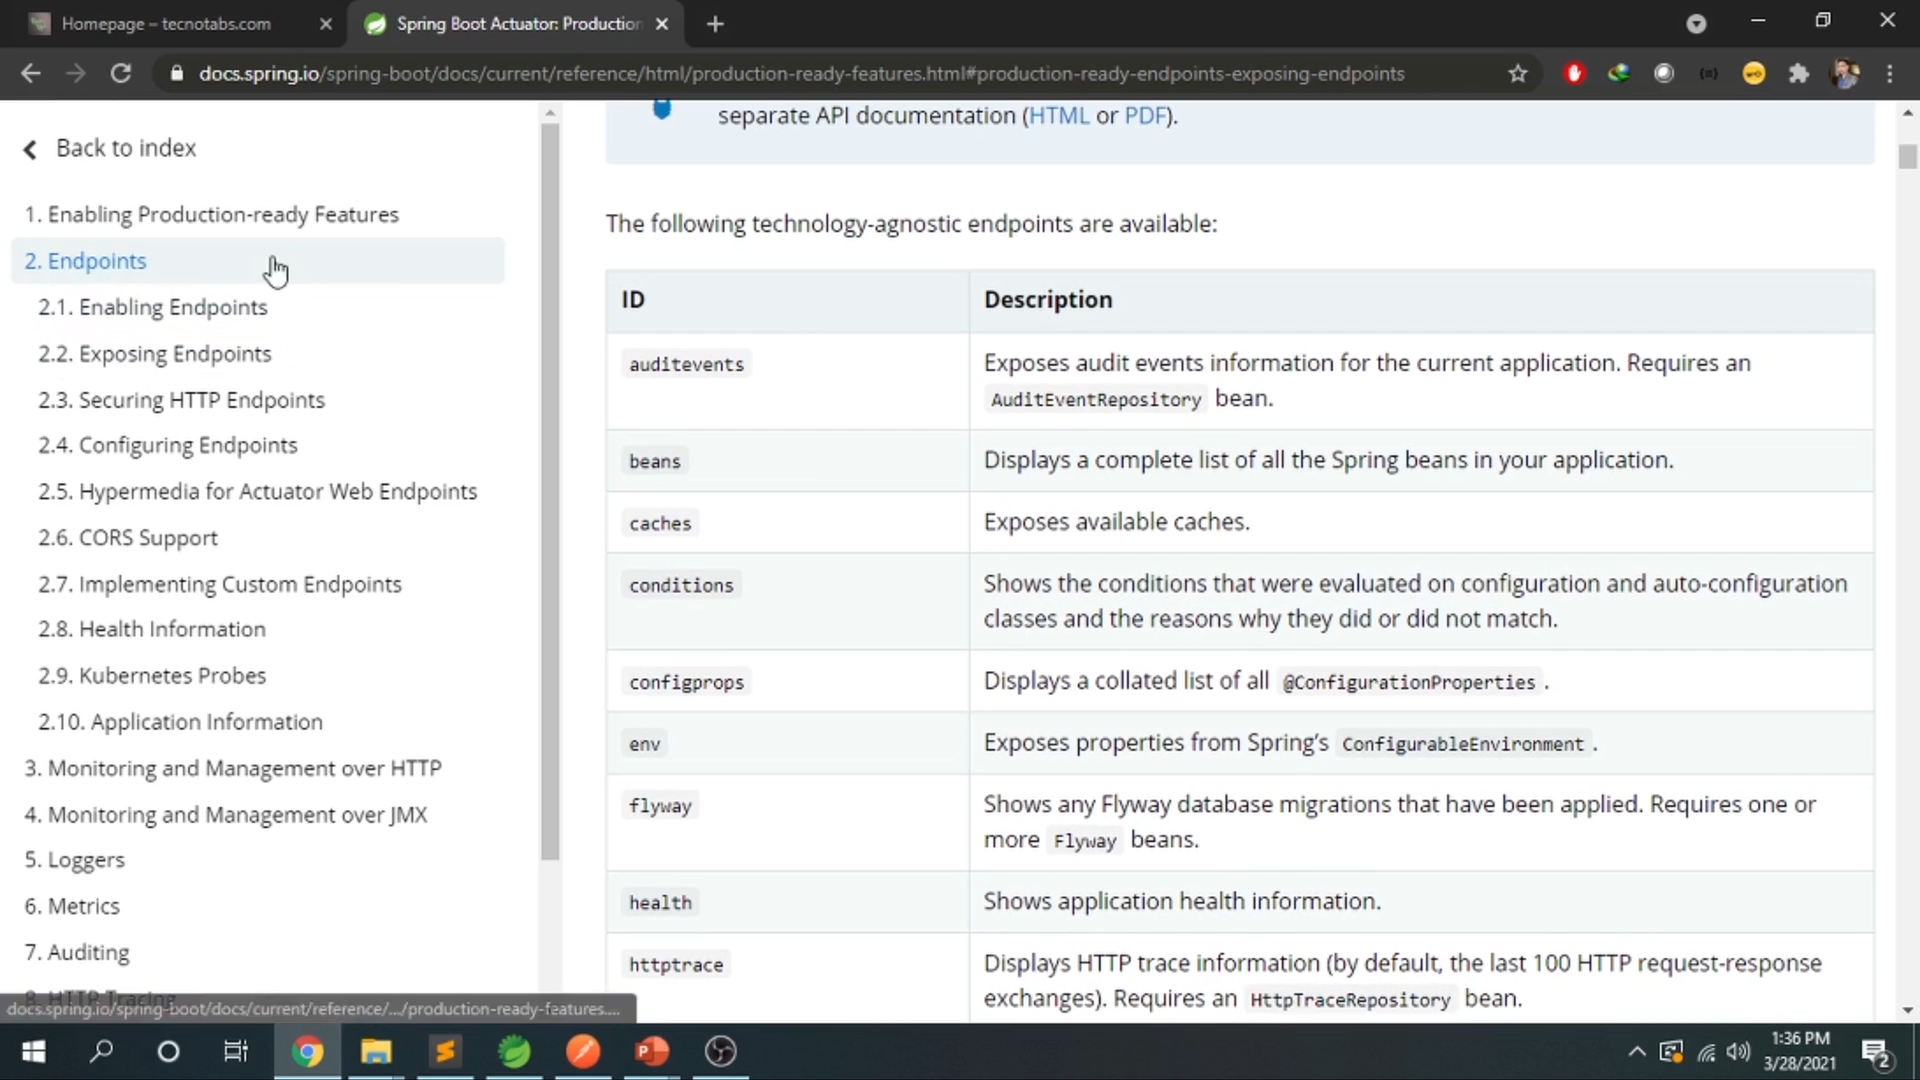 Homepage – tecnotabs.com
Spring Boot Actuator: Production
docs.spring.io/spring-boot/docs/current/reference/html/production-ready-features.html#production-ready-endpoints-exposing-endpoints
Back to index
1. Enabling Production-ready Features
2. Endpoints
2.1. Enabling Endpoints
2.2. Exposing Endpoints
2.3. Securing HTTP Endpoints
2.4. Configuring Endpoints
2.5. Hypermedia for Actuator Web Endpoints
2.6. CORS Support
2.7. Implementing Custom Endpoints
2.8. Health Information
2.9. Kubernetes Probes
2.10. Application Information
3. Monitoring and Management over HTTP
4. Monitoring and Management over JMX
5. Loggers
6. Metrics
7. Auditing
8. HTTP Tracing
docs.spring.io/spring-boot/docs/current/reference/.../production-ready-features....
separate API documentation (HTML or PDF).
The following technology-agnostic endpoints are available:
ID Description
auditevents Exposes audit events information for the current application. Requires an
AuditEventRepository bean.
beans Displays a complete list of all the Spring beans in your application.
caches Exposes available caches.
conditions Shows the conditions that were evaluated on configuration and auto-configuration
classes and the reasons why they did or did not match.
configprops Displays a collated list of all @ConfigurationProperties .
env Exposes properties from Spring’s ConfigurableEnvironment .
flyway Shows any Flyway database migrations that have been applied. Requires one or
more Flyway beans.
health Shows application health information.
httptrace Displays HTTP trace information (by default, the last 100 HTTP request-response
exchanges). Requires an HttpTraceRepository bean.
1:36 PM
3/28/2021
2